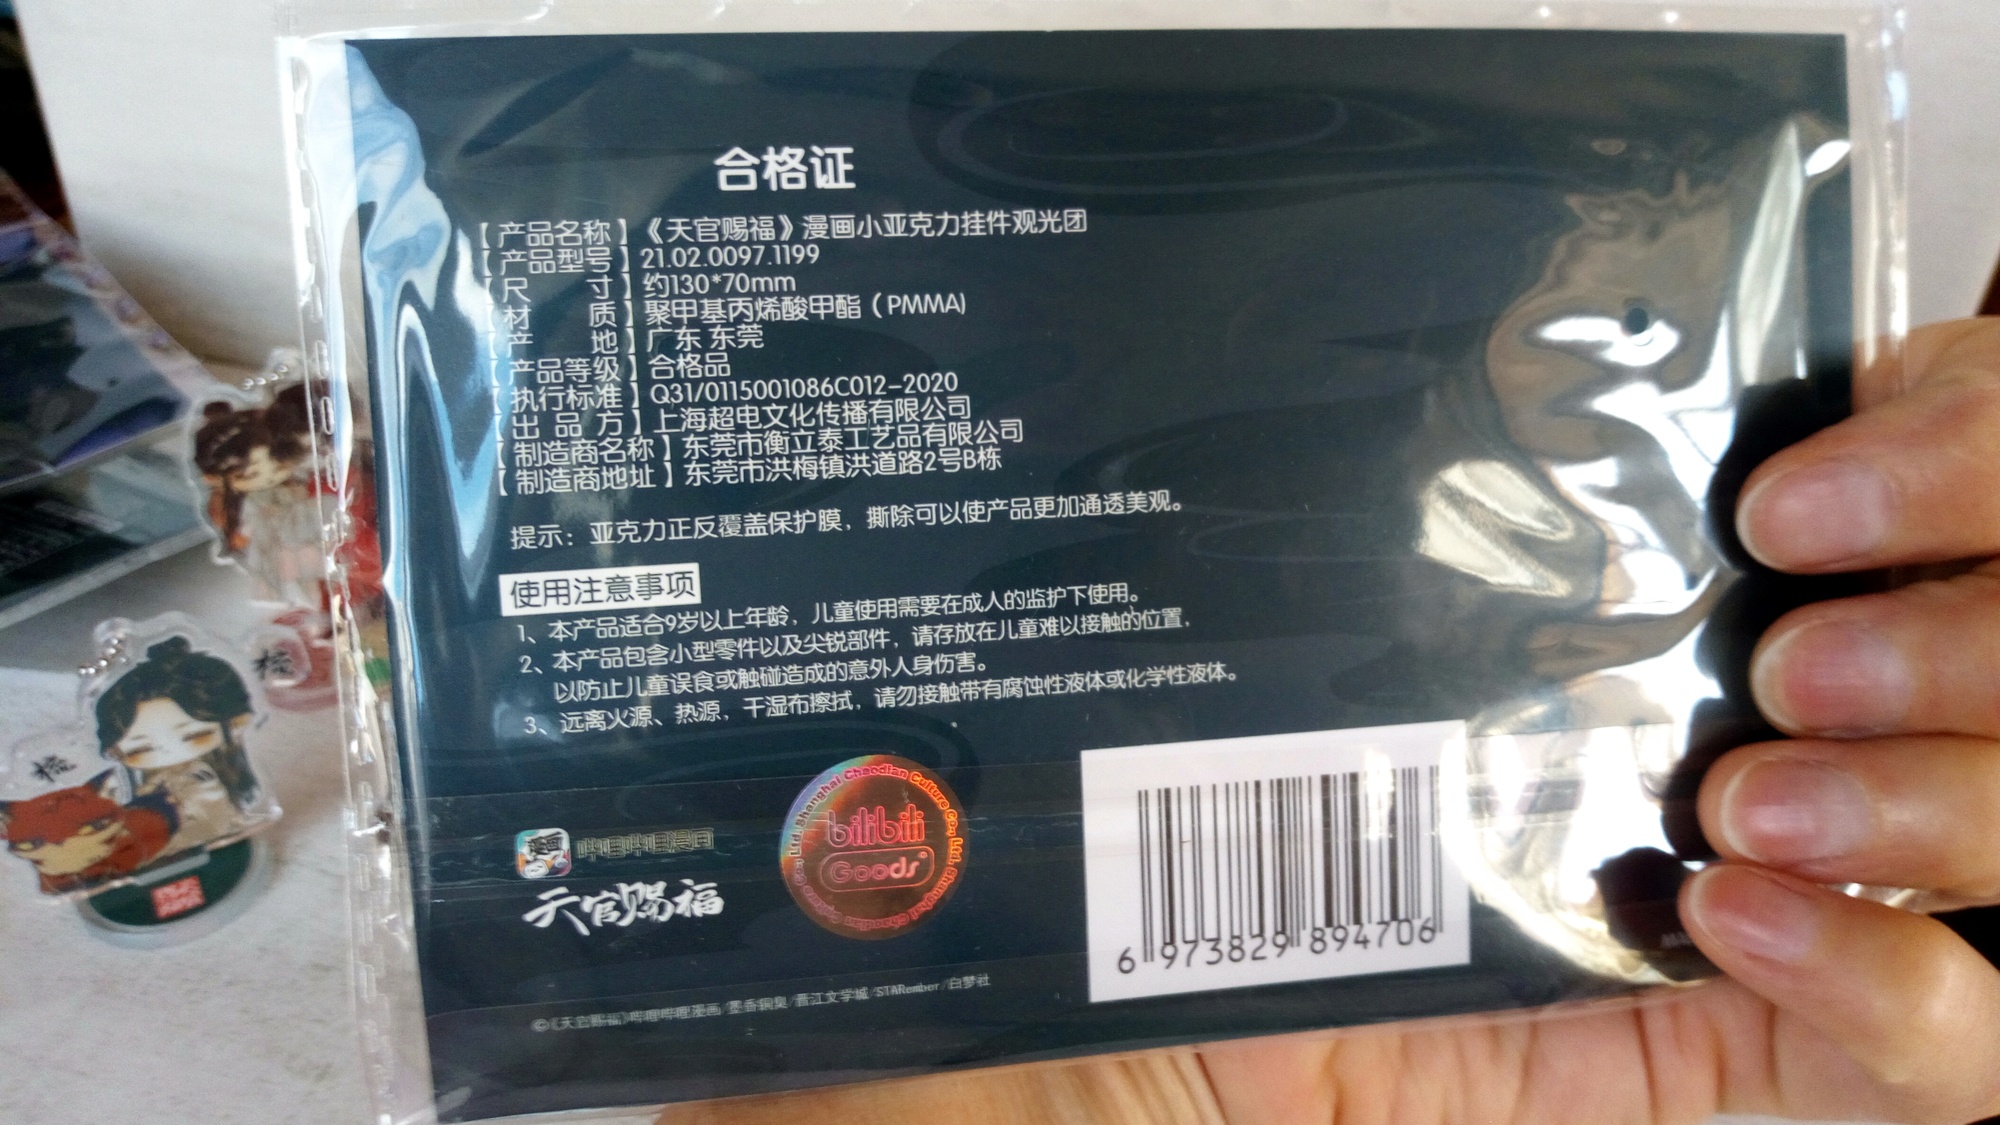 合格证
【产品名称】《天官赐福》漫画小亚克力挂件观光团
【产品型号】21.02.0097.1199
【尺 寸】约130*70mm
【材 质】聚甲基丙烯酸甲酯（PMMA）
【产 地】广东 东莞
【产品等级】合格品
【执行标准】Q31/0115001086C012-2020
【出 品 方】上海超电文化传播有限公司
【制造商名称】东莞市衡立泰工艺品有限公司
【制造商地址】东莞市洪梅镇洪道路2号B栋
提示：亚克力正反覆盖保护膜，撕除可以使产品更加通透美观。
使用注意事项
1、本产品适合9岁以上年龄，儿童使用需要在成人的监护下使用。
2、本产品包含小型零件以及尖锐部件，请存放在儿童难以接触的位置，
以防止儿童误食或触碰造成的意外人身伤害。
3、远离火源、热源，干湿布擦拭，请勿接触带有腐蚀性液体或化学性液体。
哔哩哔哩漫画
天官赐福
Shanghai Chaodian Culture Co., Ltd.
bilibili
Goods
6 973829 894706
©《天官赐福》哔哩哔哩漫画/墨香铜臭/晋江文学城/STARember/白梦社